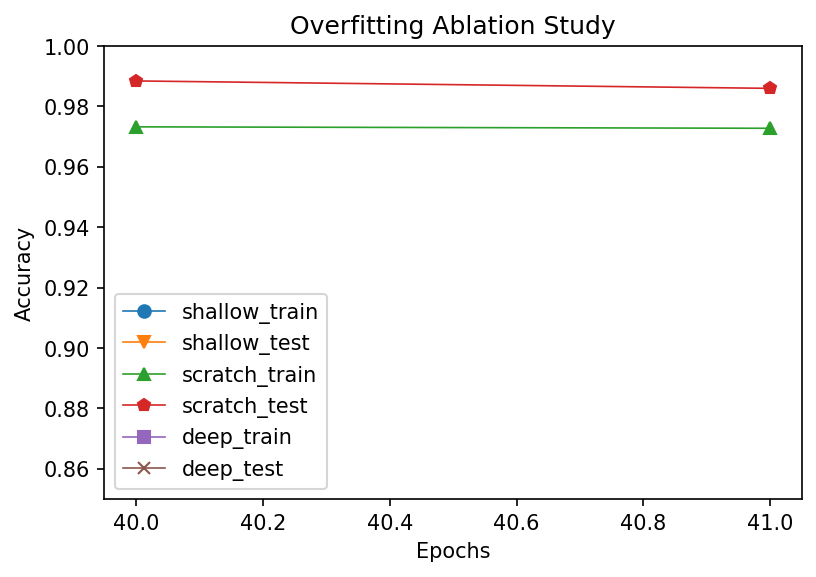 Overfitting Ablation Study
1.00
0.98
0.96
0.94
0.92
0.90
0.88
0.86
Accuracy
shallow_train
shallow_test
scratch_train
scratch_test
deep_train
deep_test
40.0 40.2 40.4 40.6 40.8 41.0
Epochs